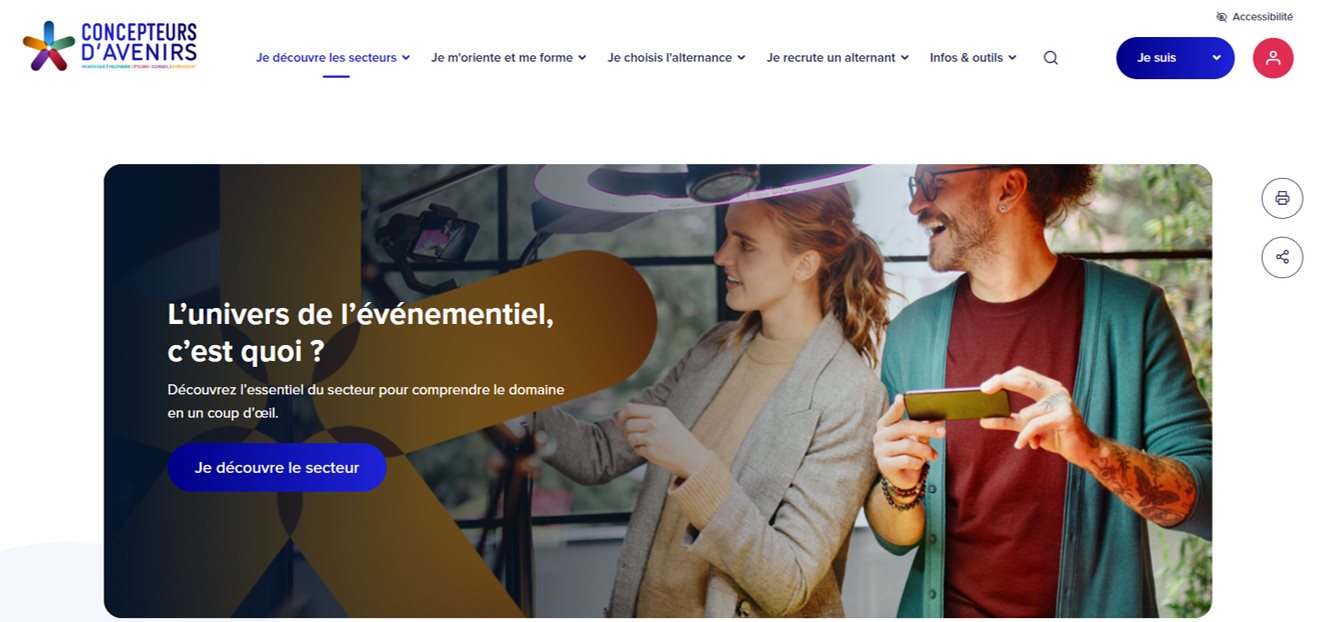 Accessibilité
CONCEPTEURS
D'AVENIRS
Je découvre les secteurs
Je m'oriente et me forme
Je choisis l'alternance
Je recrute un alternant
Infos & outils
Je suis
L’univers de l’événementiel,
c’est quoi ?
Découvrez l’essentiel du secteur pour comprendre le domaine
en un coup d’œil.
Je découvre le secteur